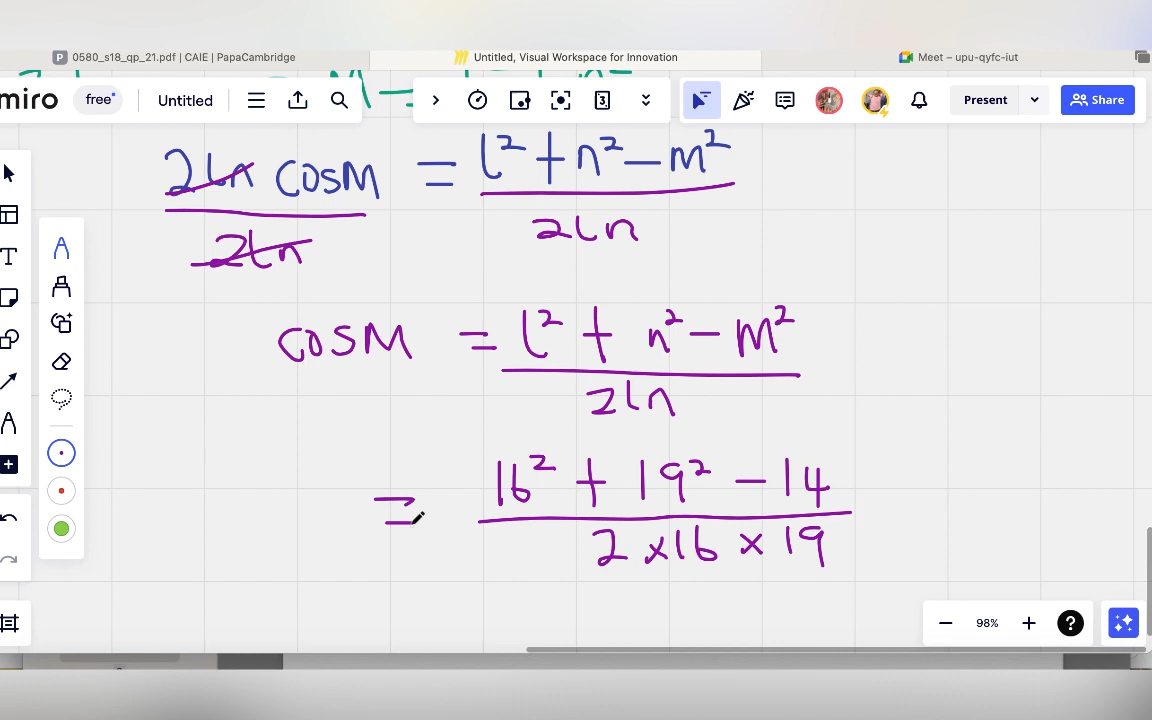 0580_s18_qp_21.pdf | CAIE | PapaCambridge
Untitled, Visual Workspace for Innovation
Meet – upu-qyfc-iut
miro
free
Untitled
3
Present
Share
2ln cosM = l² + n² – m²
2ln
2ln
cosM = l² + n² – m²
2ln
= 16² + 19² – 14
2 × 16 × 19
98%